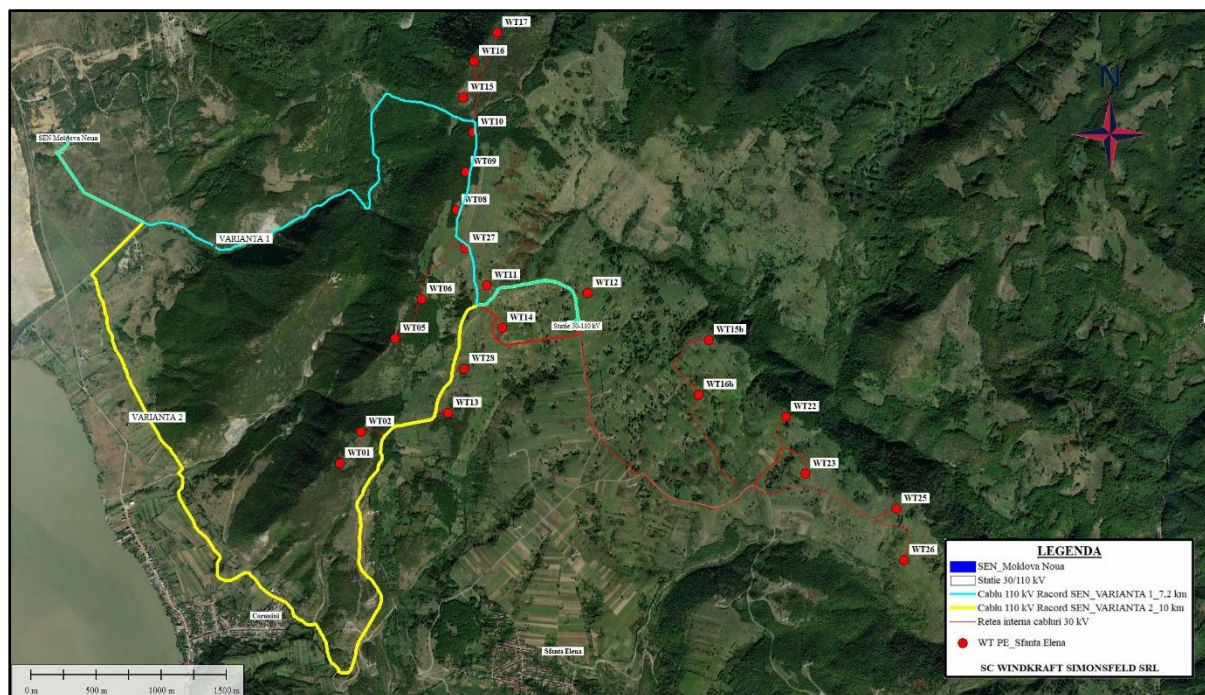 WT17
WT16
WT15
SEN Moldova Noua
WT10
WT09
WT08
VARIANTA 1
WT27
WT11
WT12
WT06
WT14
Statie 30-110 kV
WT05
WT15b
WT28
WT16b
WT13
VARIANTA 2
WT22
WT02
WT01
WT23
WT25
WT26
Coronini
Sfanta Elena
N
LEGENDA
SEN_Moldova Noua
Statie 30/110 kV
Cablu 110 kV Racord SEN_VARIANTA 1_7.2 km
Cablu 110 kV Racord SEN_VARIANTA 2_10 km
Retea interna cabluri 30 kV
WT PE_Sfanta Elena
SC WINDKRAFT SIMONSFELD SRL
0 m 500 m 1000 m 1500 m